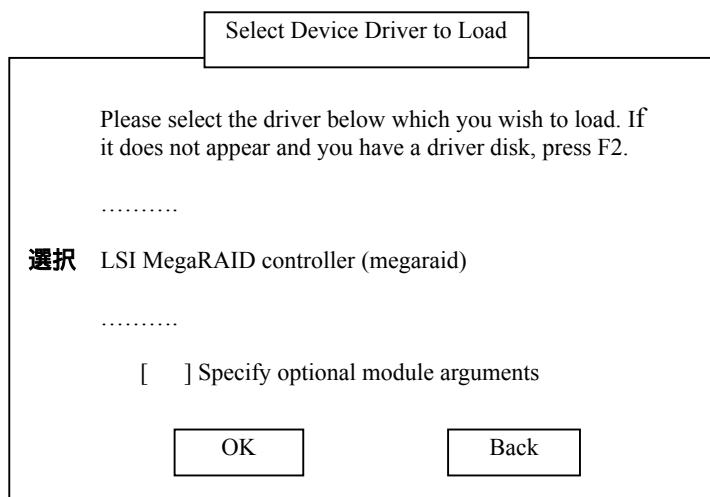 Select Device Driver to Load
Please select the driver below which you wish to load. If
it does not appear and you have a driver disk, press F2.
……….
選択 LSI MegaRAID controller (megaraid)
……….
[ ] Specify optional module arguments
OK Back